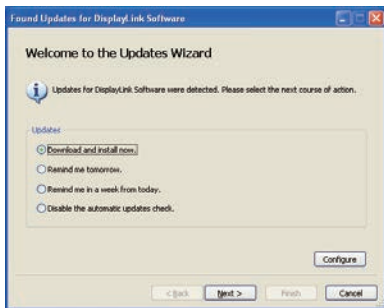 Found Updates for DisplayLink Software
Welcome to the Updates Wizard
Updates for DisplayLink Software were detected. Please select the next course of action.
Updates
Download and install now.
Remind me tomorrow.
Remind me in a week from today.
Disable the automatic updates check.
Configure
< Back
Next >
Finish
Cancel